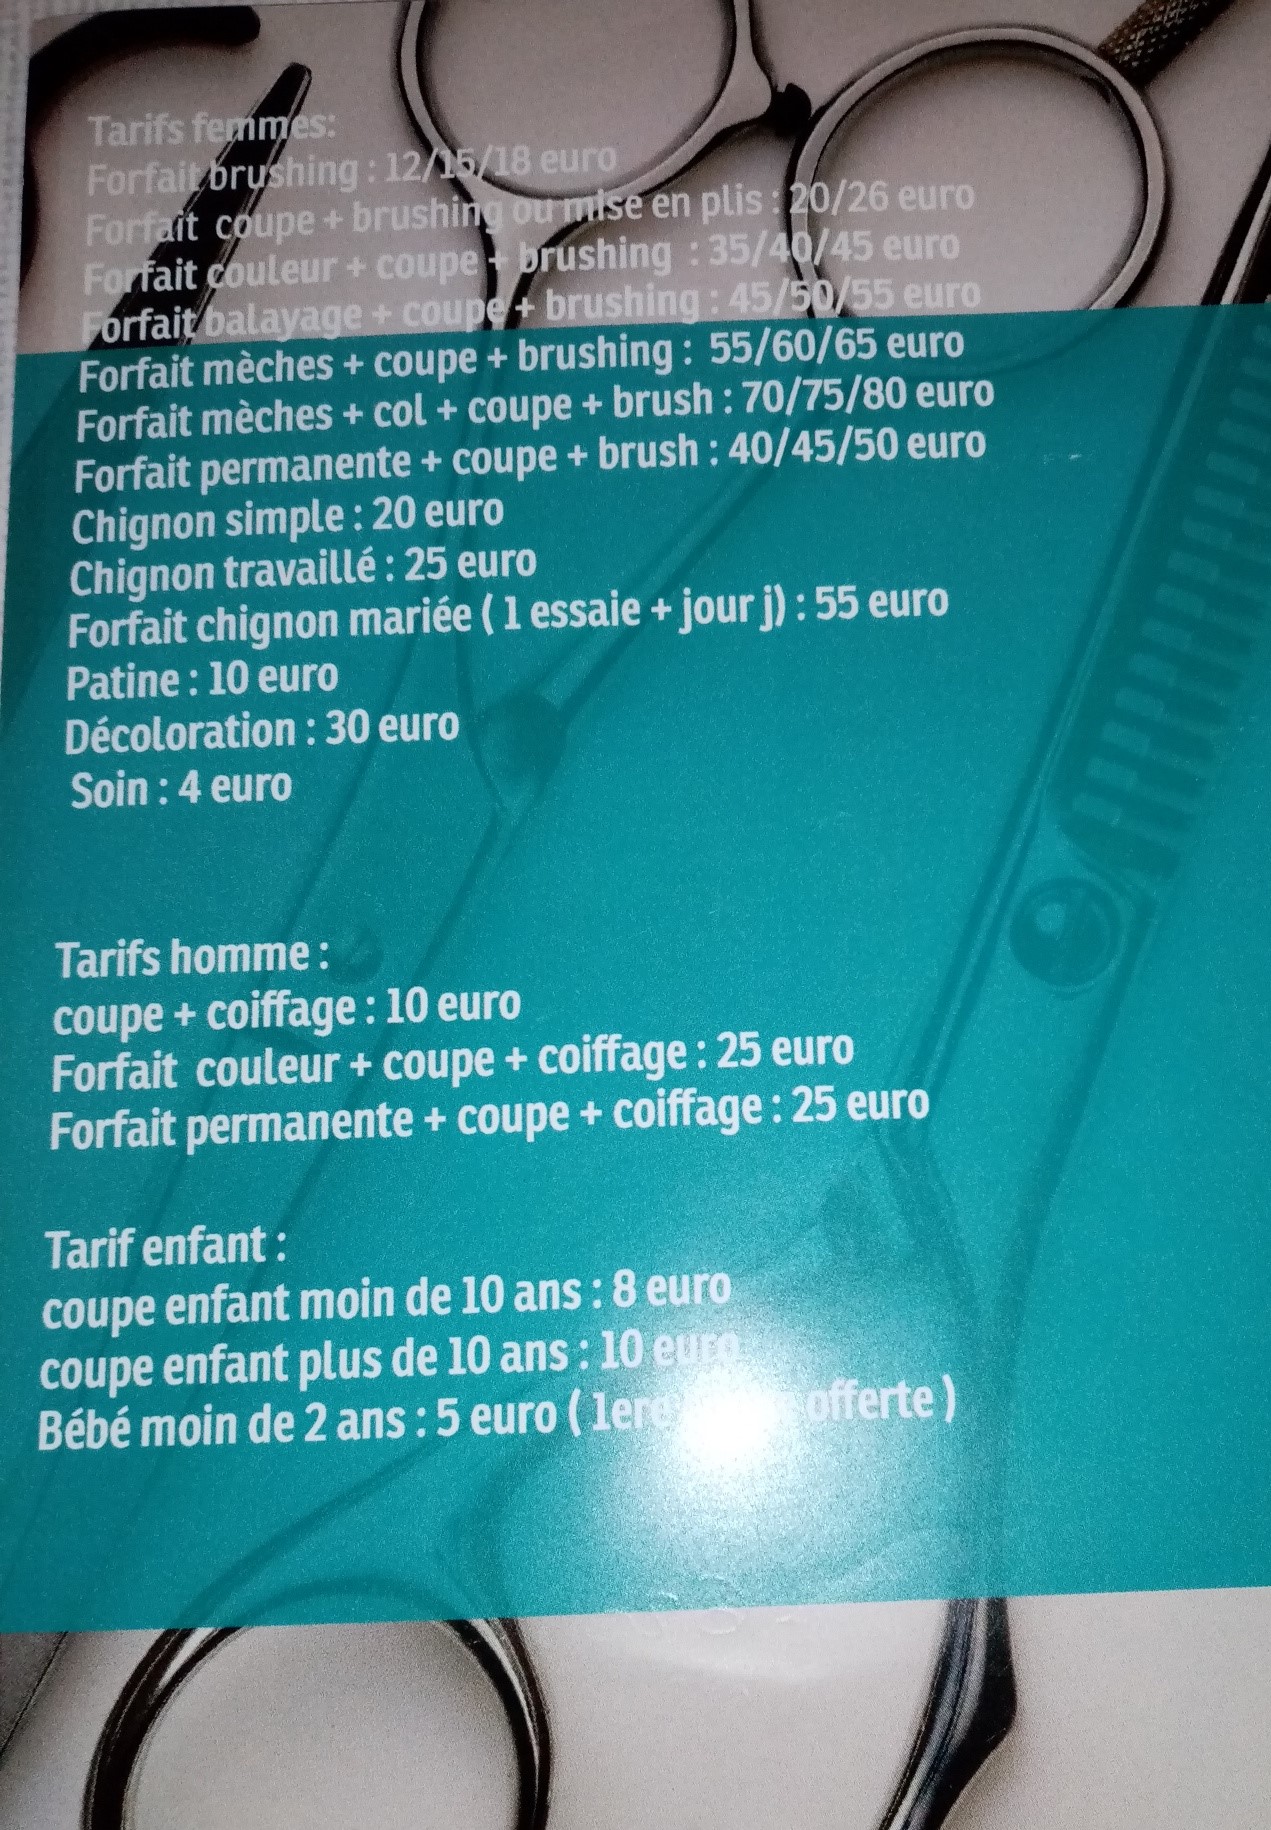 Tarifs femmes:
Forfait brushing : 12/15/18 euro
Forfait coupe + brushing ou mise en plis : 20/26 euro
Forfait couleur + coupe + brushing : 35/40/45 euro
Forfait balayage + coupe + brushing : 45/50/55 euro
Forfait mèches + coupe + brushing : 55/60/65 euro
Forfait mèches + col + coupe + brush : 70/75/80 euro
Forfait permanente + coupe + brush : 40/45/50 euro
Chignon simple : 20 euro
Chignon travaillé : 25 euro
Forfait chignon mariée ( 1 essaie + jour j) : 55 euro
Patine : 10 euro
Décoloration : 30 euro
Soin : 4 euro
Tarifs homme :
coupe + coiffage : 10 euro
Forfait couleur + coupe + coiffage : 25 euro
Forfait permanente + coupe + coiffage : 25 euro
Tarif enfant :
coupe enfant moin de 10 ans : 8 euro
coupe enfant plus de 10 ans : 10 euro
Bébé moin de 2 ans : 5 euro ( 1ere offerte )